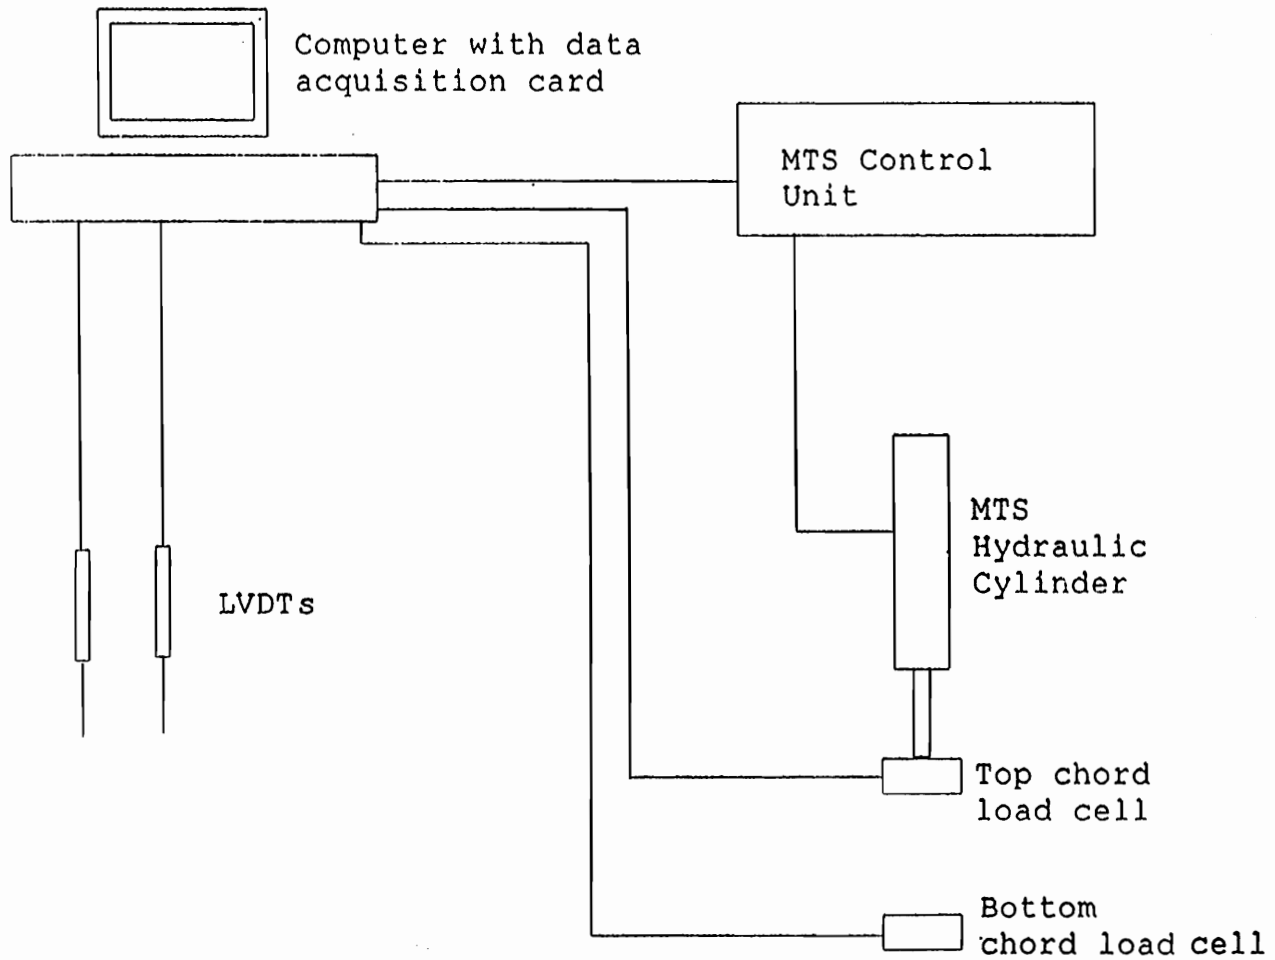 Computer with data
acquisition card
MTS Control
Unit
MTS
Hydraulic
Cylinder
LVDTs
Top chord
load cell
Bottom
chord load cell